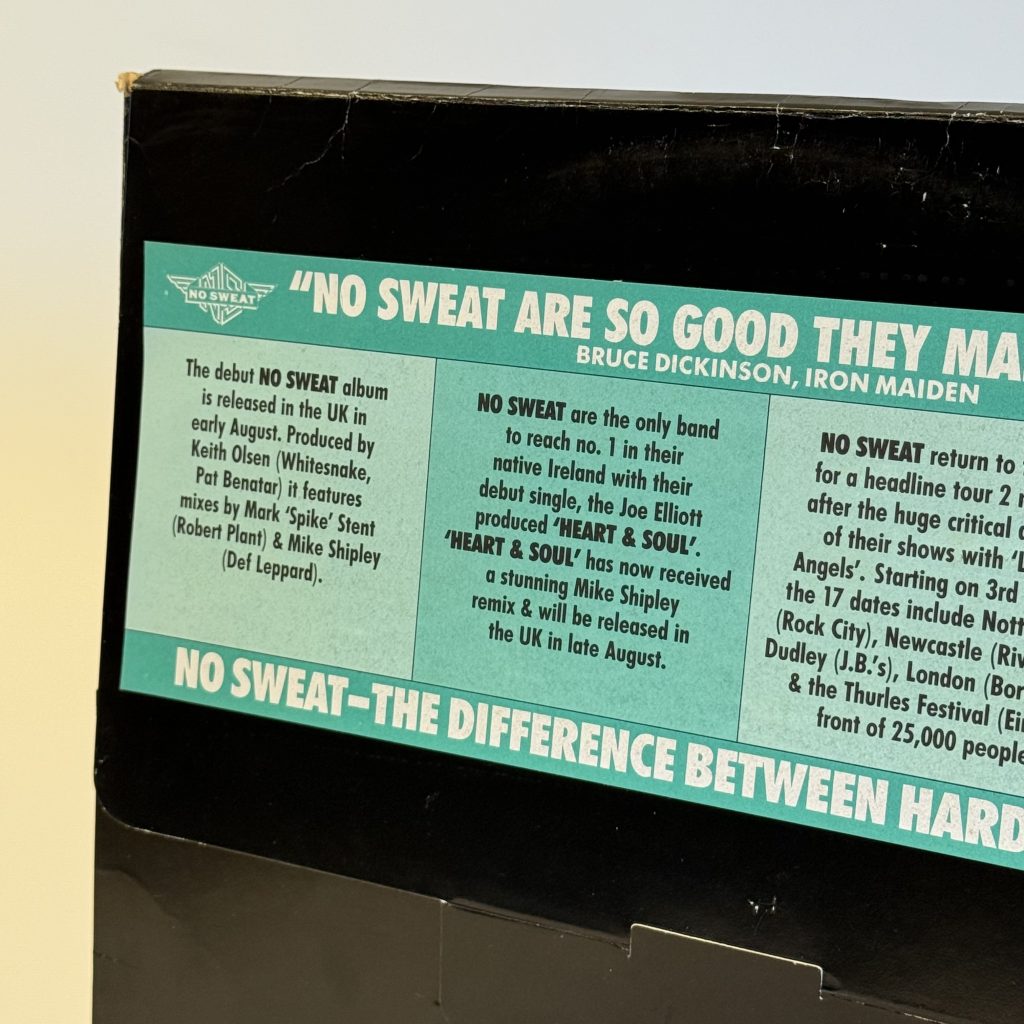 NO SWEAT
"NO SWEAT ARE SO GOOD THEY
BRUCE DICKINSON, IRON MAIDEN
The debut NO SWEAT album
is released in the UK in
early August. Produced by
Keith Olsen (Whitesnake,
Pat Benatar) it features
mixes by Mark 'Spike' Stent
(Robert Plant) & Mike Shipley
(Def Leppard).
NO SWEAT are the only band
to reach no. 1 in their
native Ireland with their
debut single, the Joe Elliott
produced 'HEART & SOUL'.
'HEART & SOUL' has now received
a stunning Mike Shipley
remix & will be released in
the UK in late August.
NO SWEAT return to
for a headline tour 2
after the huge critical
of their shows with
Angels'. Starting on 3rd
the 17 dates include
(Rock City), Newcastle
Dudley (J.B.'s), London
& the Thurles Festival
front of 25,000 people
NO SWEAT–THE DIFFERENCE BETWEEN HARD